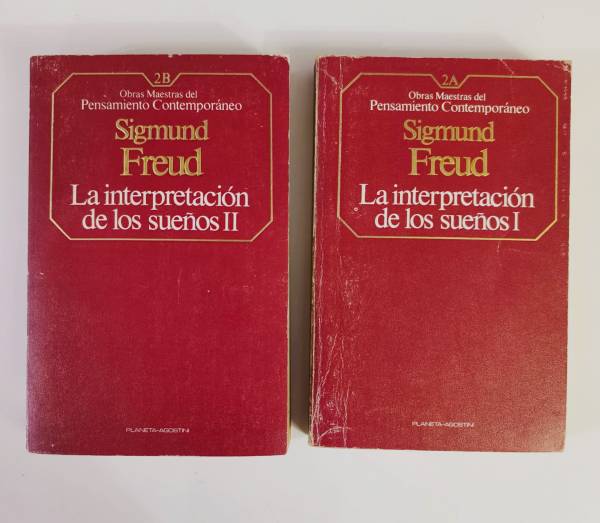 2B
Obras Maestras del
Pensamiento Contemporáneo
Sigmund
Freud
La interpretación
de los sueños II
PLANETA-AGOSTINI
2A
Obras Maestras del
Pensamiento Contemporáneo
Sigmund
Freud
La interpretación
de los sueños I
PLANETA-AGOSTINI